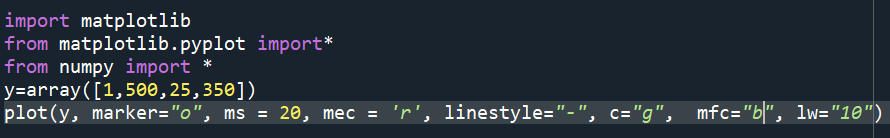 import matplotlib
from matplotlib.pyplot import*
from numpy import *
y=array([1,500,25,350])
plot(y, marker="o", ms = 20, mec = 'r', linestyle="-", c="g",  mfc="b", lw="10")